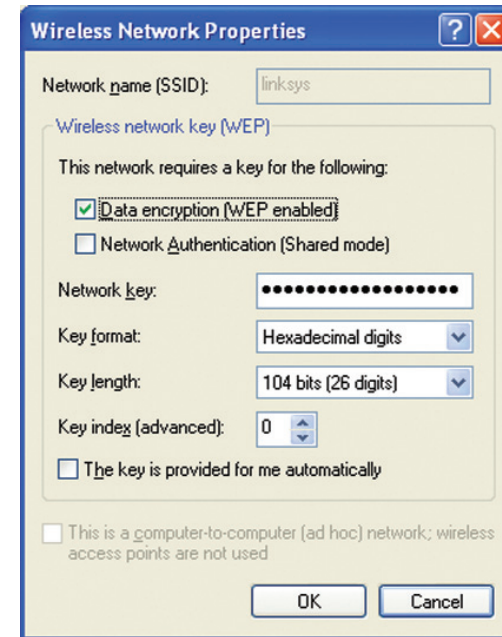 Wireless Network Properties
Network name (SSID): linksys
Wireless network key (WEP)
This network requires a key for the following:
Data encryption (WEP enabled)
Network Authentication (Shared mode)
Network key: ••••••••••••••••••
Key format: Hexadecimal digits
Key length: 104 bits (26 digits)
Key index (advanced): 0
The key is provided for me automatically
This is a computer-to-computer (ad hoc) network; wireless
access points are not used
OK Cancel